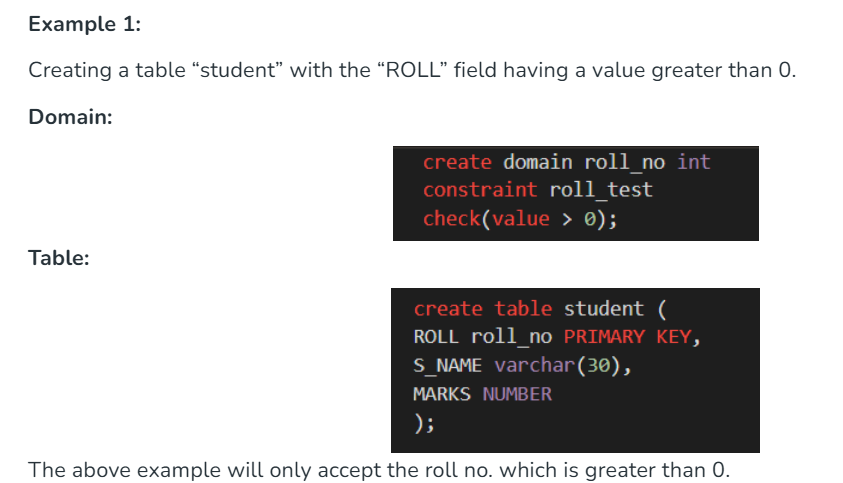 Example 1:
Creating a table “student” with the “ROLL” field having a value greater than 0.
Domain:
create domain roll_no int
constraint roll_test
check(value > 0);
Table:
create table student (
ROLL roll_no PRIMARY KEY,
S_NAME varchar(30),
MARKS NUMBER
);
The above example will only accept the roll no. which is greater than 0.